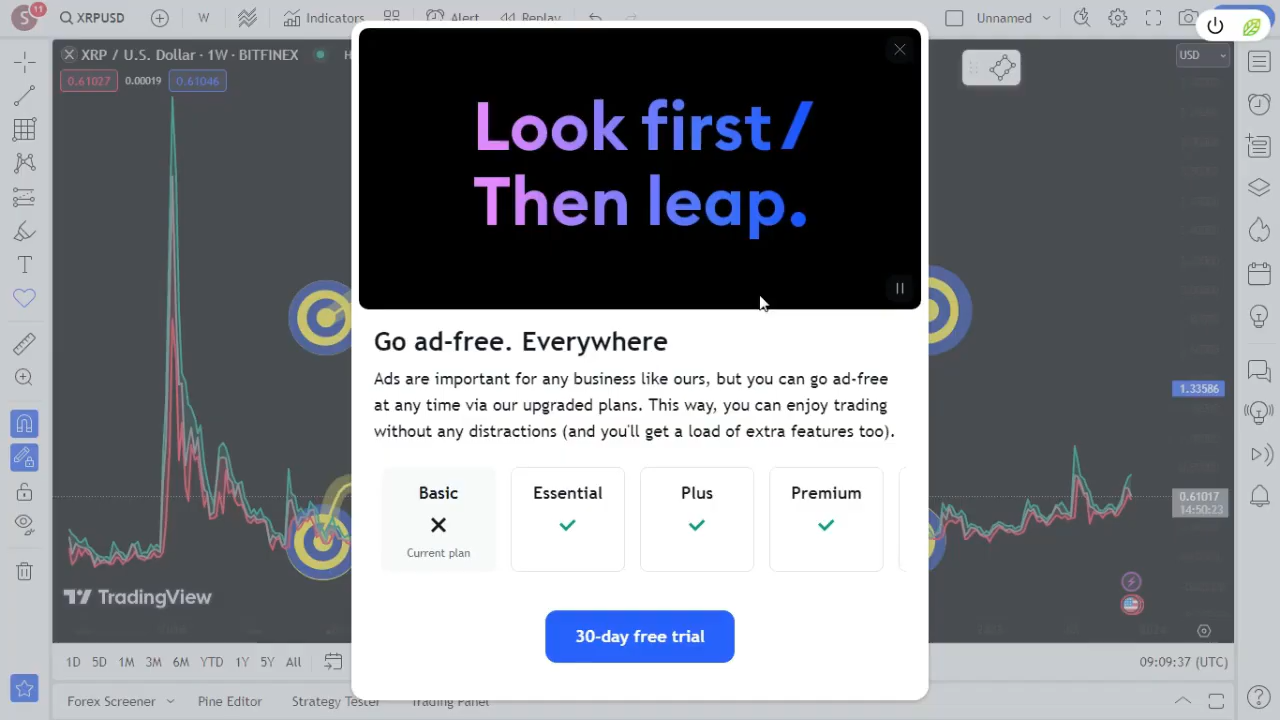 S
11
XRPUSD
Indicators
Alert
Replay
Unnamed
XRP / U.S. Dollar · 1W · BITFINEX
H
USD
0.61027
0.00019
0.61046
Look first /
Then leap.
Go ad-free. Everywhere
Ads are important for any business like ours, but you can go ad-free
at any time via our upgraded plans. This way, you can enjoy trading
without any distractions (and you'll get a load of extra features too).
Basic
Current plan
Essential
Plus
Premium
30-day free trial
1.33586
0.61017
14:50:23
TradingView
1D 5D 1M 3M 6M YTD 1Y 5Y All
09:09:37 (UTC)
Forex Screener
Pine Editor
Strategy Tester
Trading Panel